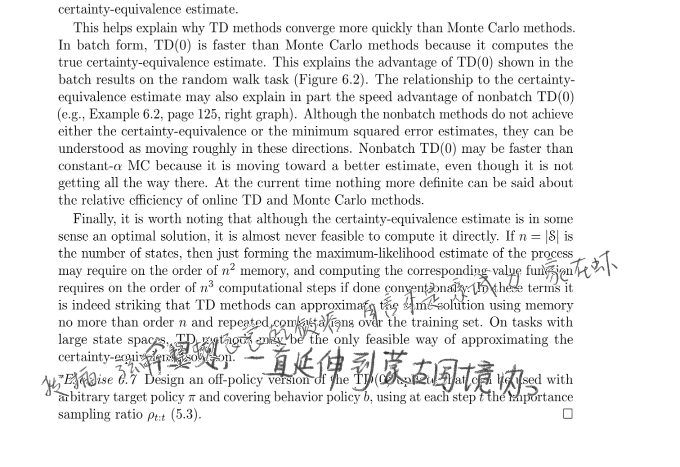 certainty-equivalence estimate.
This helps explain why TD methods converge more quickly than Monte Carlo methods.
In batch form, TD(0) is faster than Monte Carlo methods because it computes the
true certainty-equivalence estimate. This explains the advantage of TD(0) shown in the
batch results on the random walk task (Figure 6.2). The relationship to the certainty-
equivalence estimate may also explain in part the speed advantage of nonbatch TD(0)
(e.g., Example 6.2, page 125, right graph). Although the nonbatch methods do not achieve
either the certainty-equivalence or the minimum squared error estimates, they can be
understood as moving roughly in these directions. Nonbatch TD(0) may be faster than
constant-α MC because it is moving toward a better estimate, even though it is not
getting all the way there. At the current time nothing more definite can be said about
the relative efficiency of online TD and Monte Carlo methods.
Finally, it is worth noting that although the certainty-equivalence estimate is in some
sense an optimal solution, it is almost never feasible to compute it directly. If n = |S| is
the number of states, then just forming the maximum-likelihood estimate of the process
may require on the order of n² memory, and computing the corresponding value function
requires on the order of n³ computational steps if done conventionally. In these terms it
is indeed striking that TD methods can approximate the same solution using memory
no more than order n and repeated computations over the training set. On tasks with
large state spaces, TD methods may be the only feasible way of approximating the
certainty-equivalence solution.
一直延伸到蒙古国境内。
*Exercise 6.7 Design an off-policy version of the TD(0) update that can be used with
arbitrary target policy π and covering behavior policy b, using at each step t the importance
sampling ratio ρt:t (5.3). □